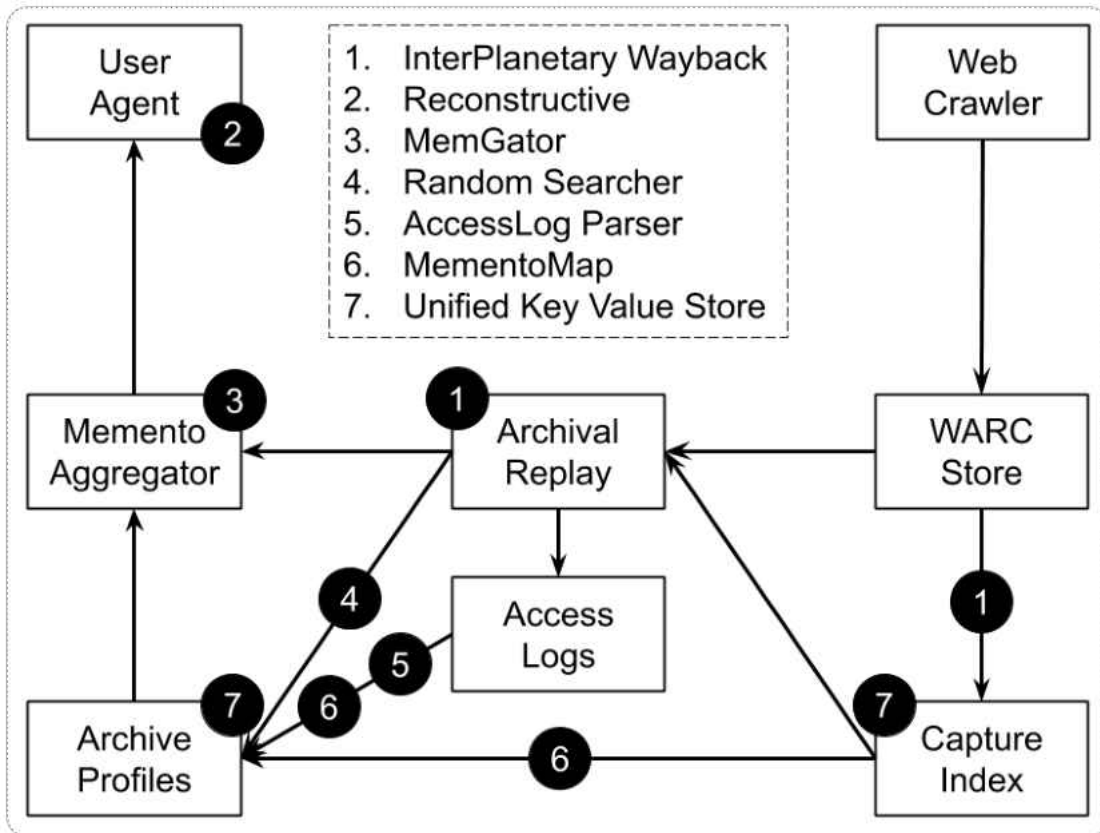 User
Agent
2
1. InterPlanetary Wayback
2. Reconstructive
3. MemGator
4. Random Searcher
5. AccessLog Parser
6. MementoMap
7. Unified Key Value Store
Web
Crawler
Memento
Aggregator
3
1
Archival
Replay
WARC
Store
4
Access
Logs
1
5
6
7
Archive
Profiles
6
7
Capture
Index